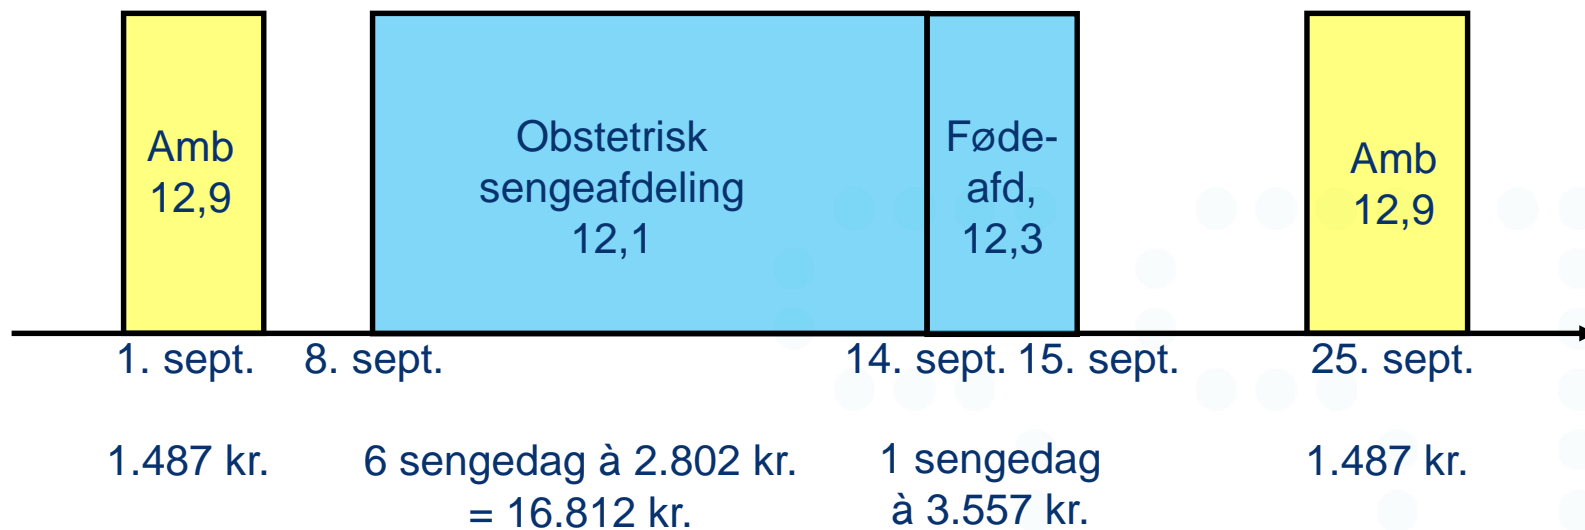 Amb
12,9
Obstetrisk
sengeafdeling
12,1
Føde-
afd,
12,3
Amb
12,9
1. sept.
8. sept.
14. sept.
15. sept.
25. sept.
1.487 kr.
6 sengedag à 2.802 kr.
= 16.812 kr.
1 sengedag
à 3.557 kr.
1.487 kr.